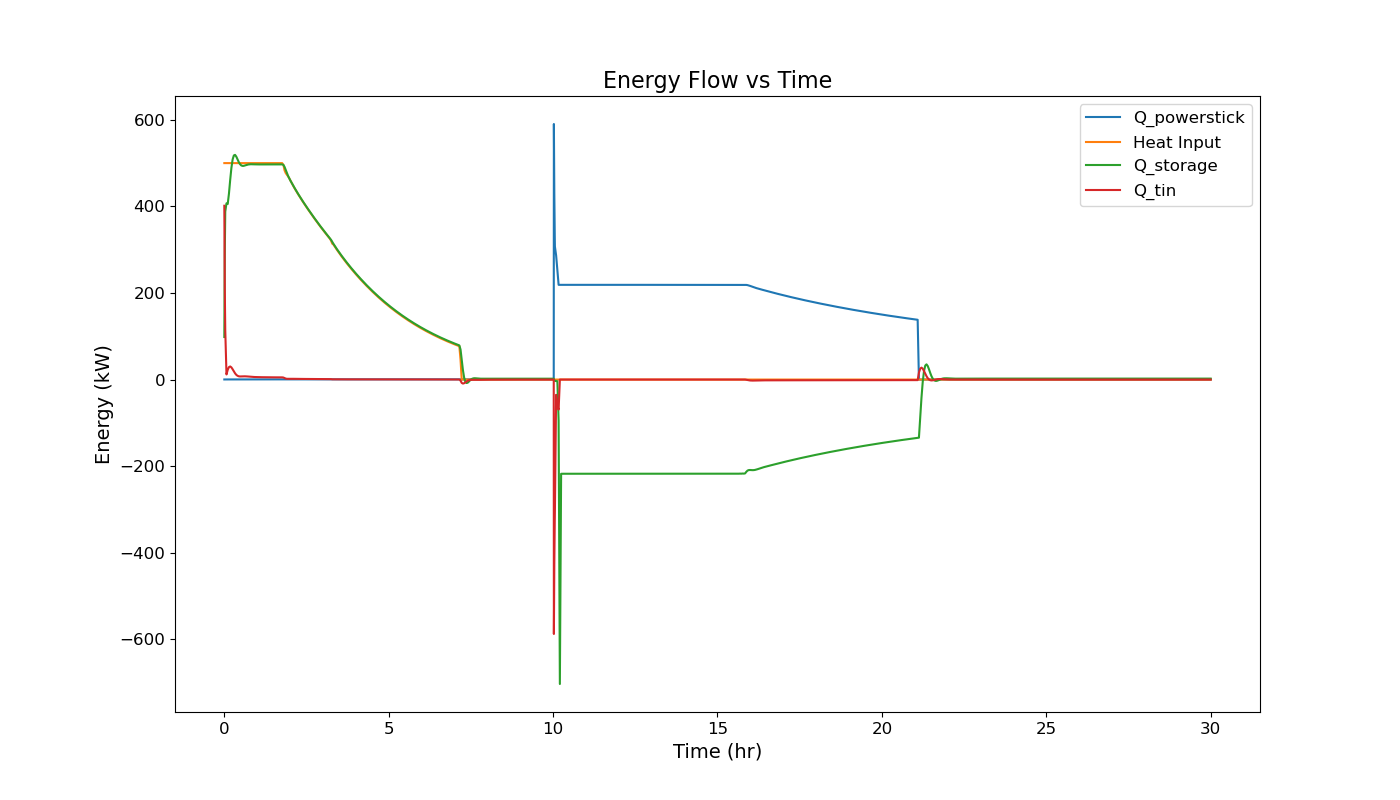 Energy Flow vs Time
Q_powerstick
Heat Input
Q_storage
Q_tin
Energy (kW)
600
400
200
0
−200
−400
−600
0 5 10 15 20 25 30
Time (hr)